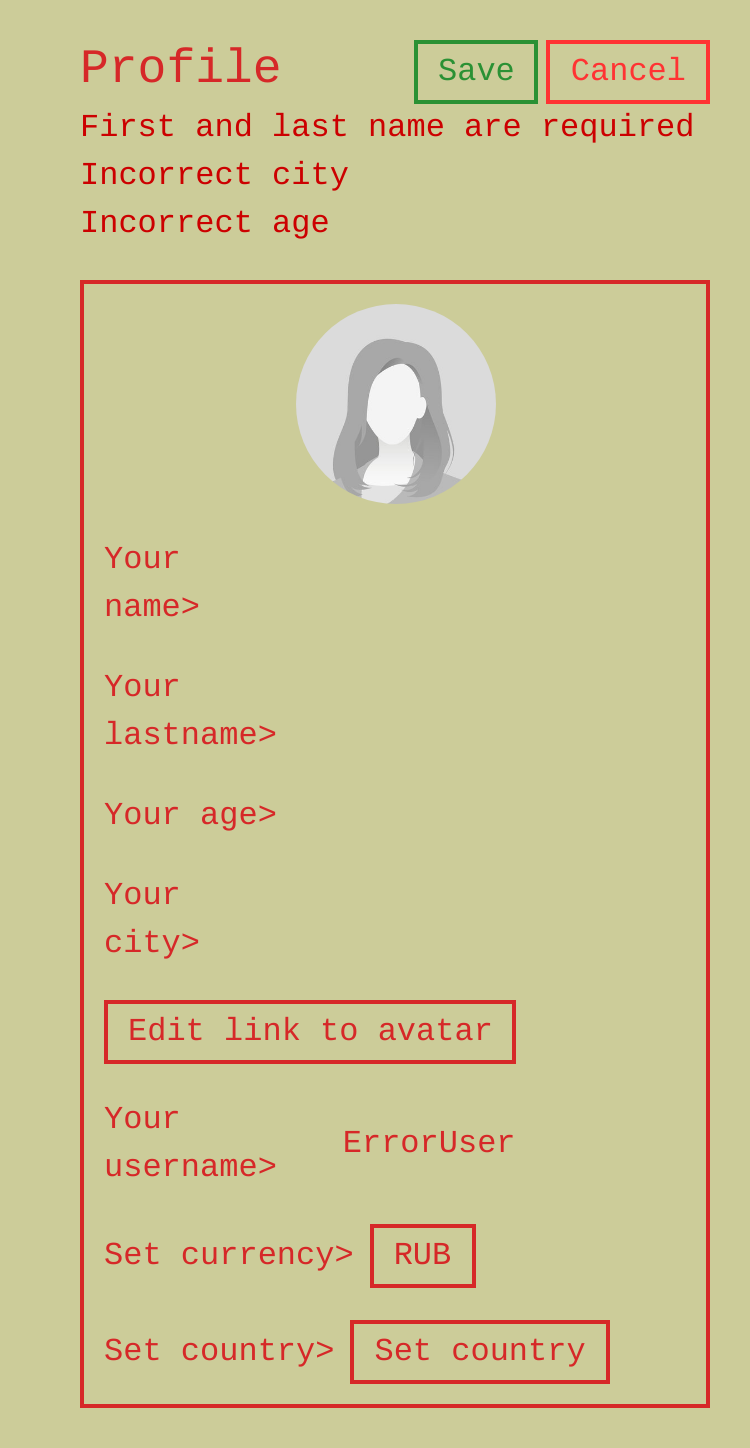 Profile
Save
Cancel
First and last name are required
Incorrect city
Incorrect age
Your
name>
Your
lastname>
Your age>
Your
city>
Edit link to avatar
Your
username>
ErrorUser
Set currency>
RUB
Set country>
Set country